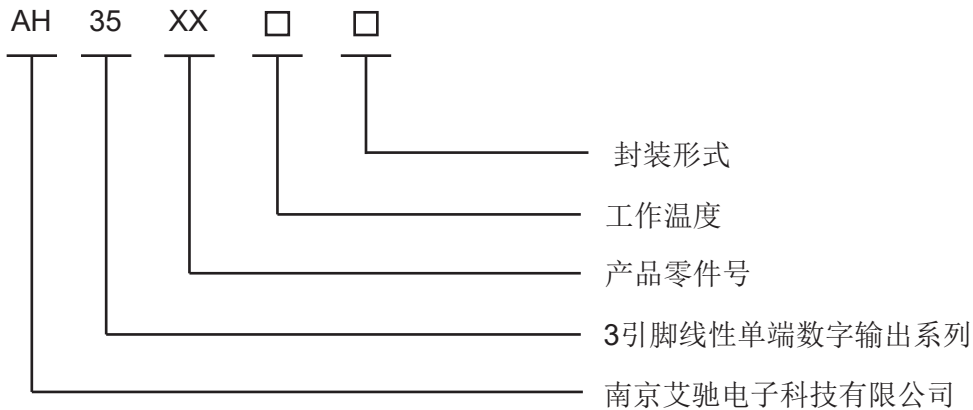 AH 35 XX □ □
封装形式
工作温度
产品零件号
3引脚线性单端数字输出系列
南京艾驰电子科技有限公司